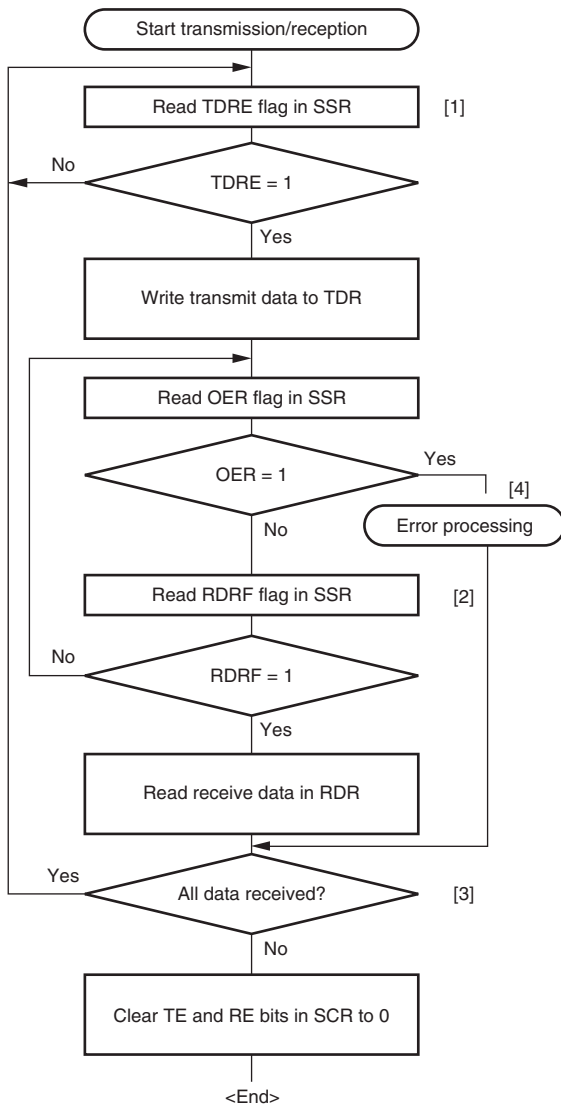 Start transmission/reception
Read TDRE flag in SSR
[1]
No
TDRE = 1
Yes
Write transmit data to TDR
Read OER flag in SSR
Yes
OER = 1
[4]
No
Error processing
Read RDRF flag in SSR
[2]
No
RDRF = 1
Yes
Read receive data in RDR
Yes
All data received?
[3]
No
Clear TE and RE bits in SCR to 0
<End>